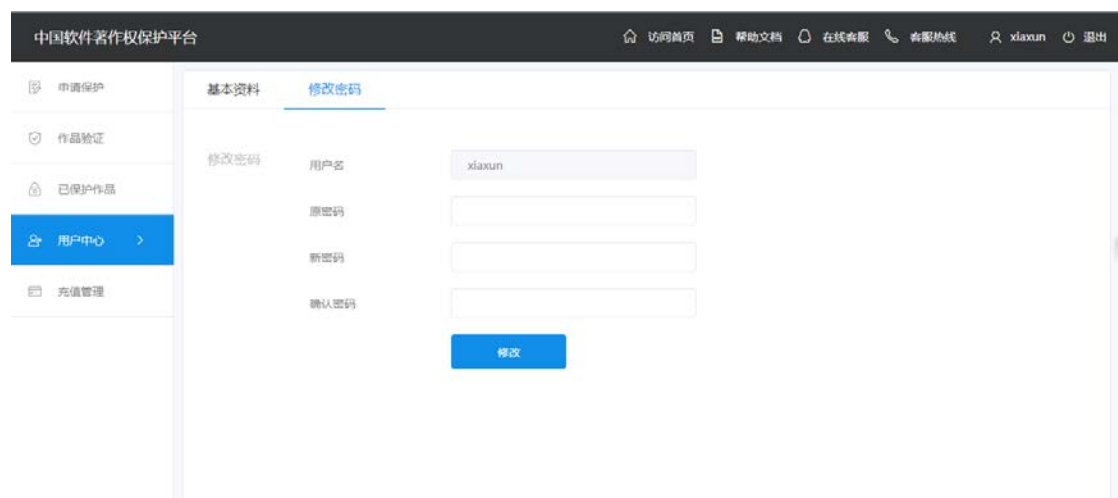 中国软件著作权保护平台 访问首页 帮助文档 在线客服 客服热线 xiaxun 退出
申请保护
作品验证
已保护作品
用户中心
充值管理
基本资料 修改密码
修改密码
用户名 xiaxun
原密码
新密码
确认密码
修改